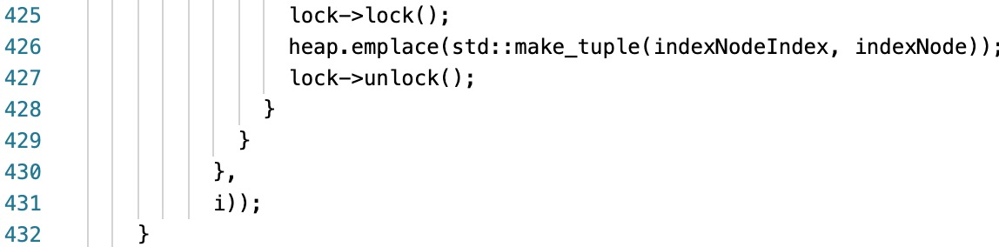 425 lock->lock();
426 heap.emplace(std::make_tuple(indexNodeIndex, indexNode));
427 lock->unlock();
428 }
429 }
430 },
431 i));
432 }